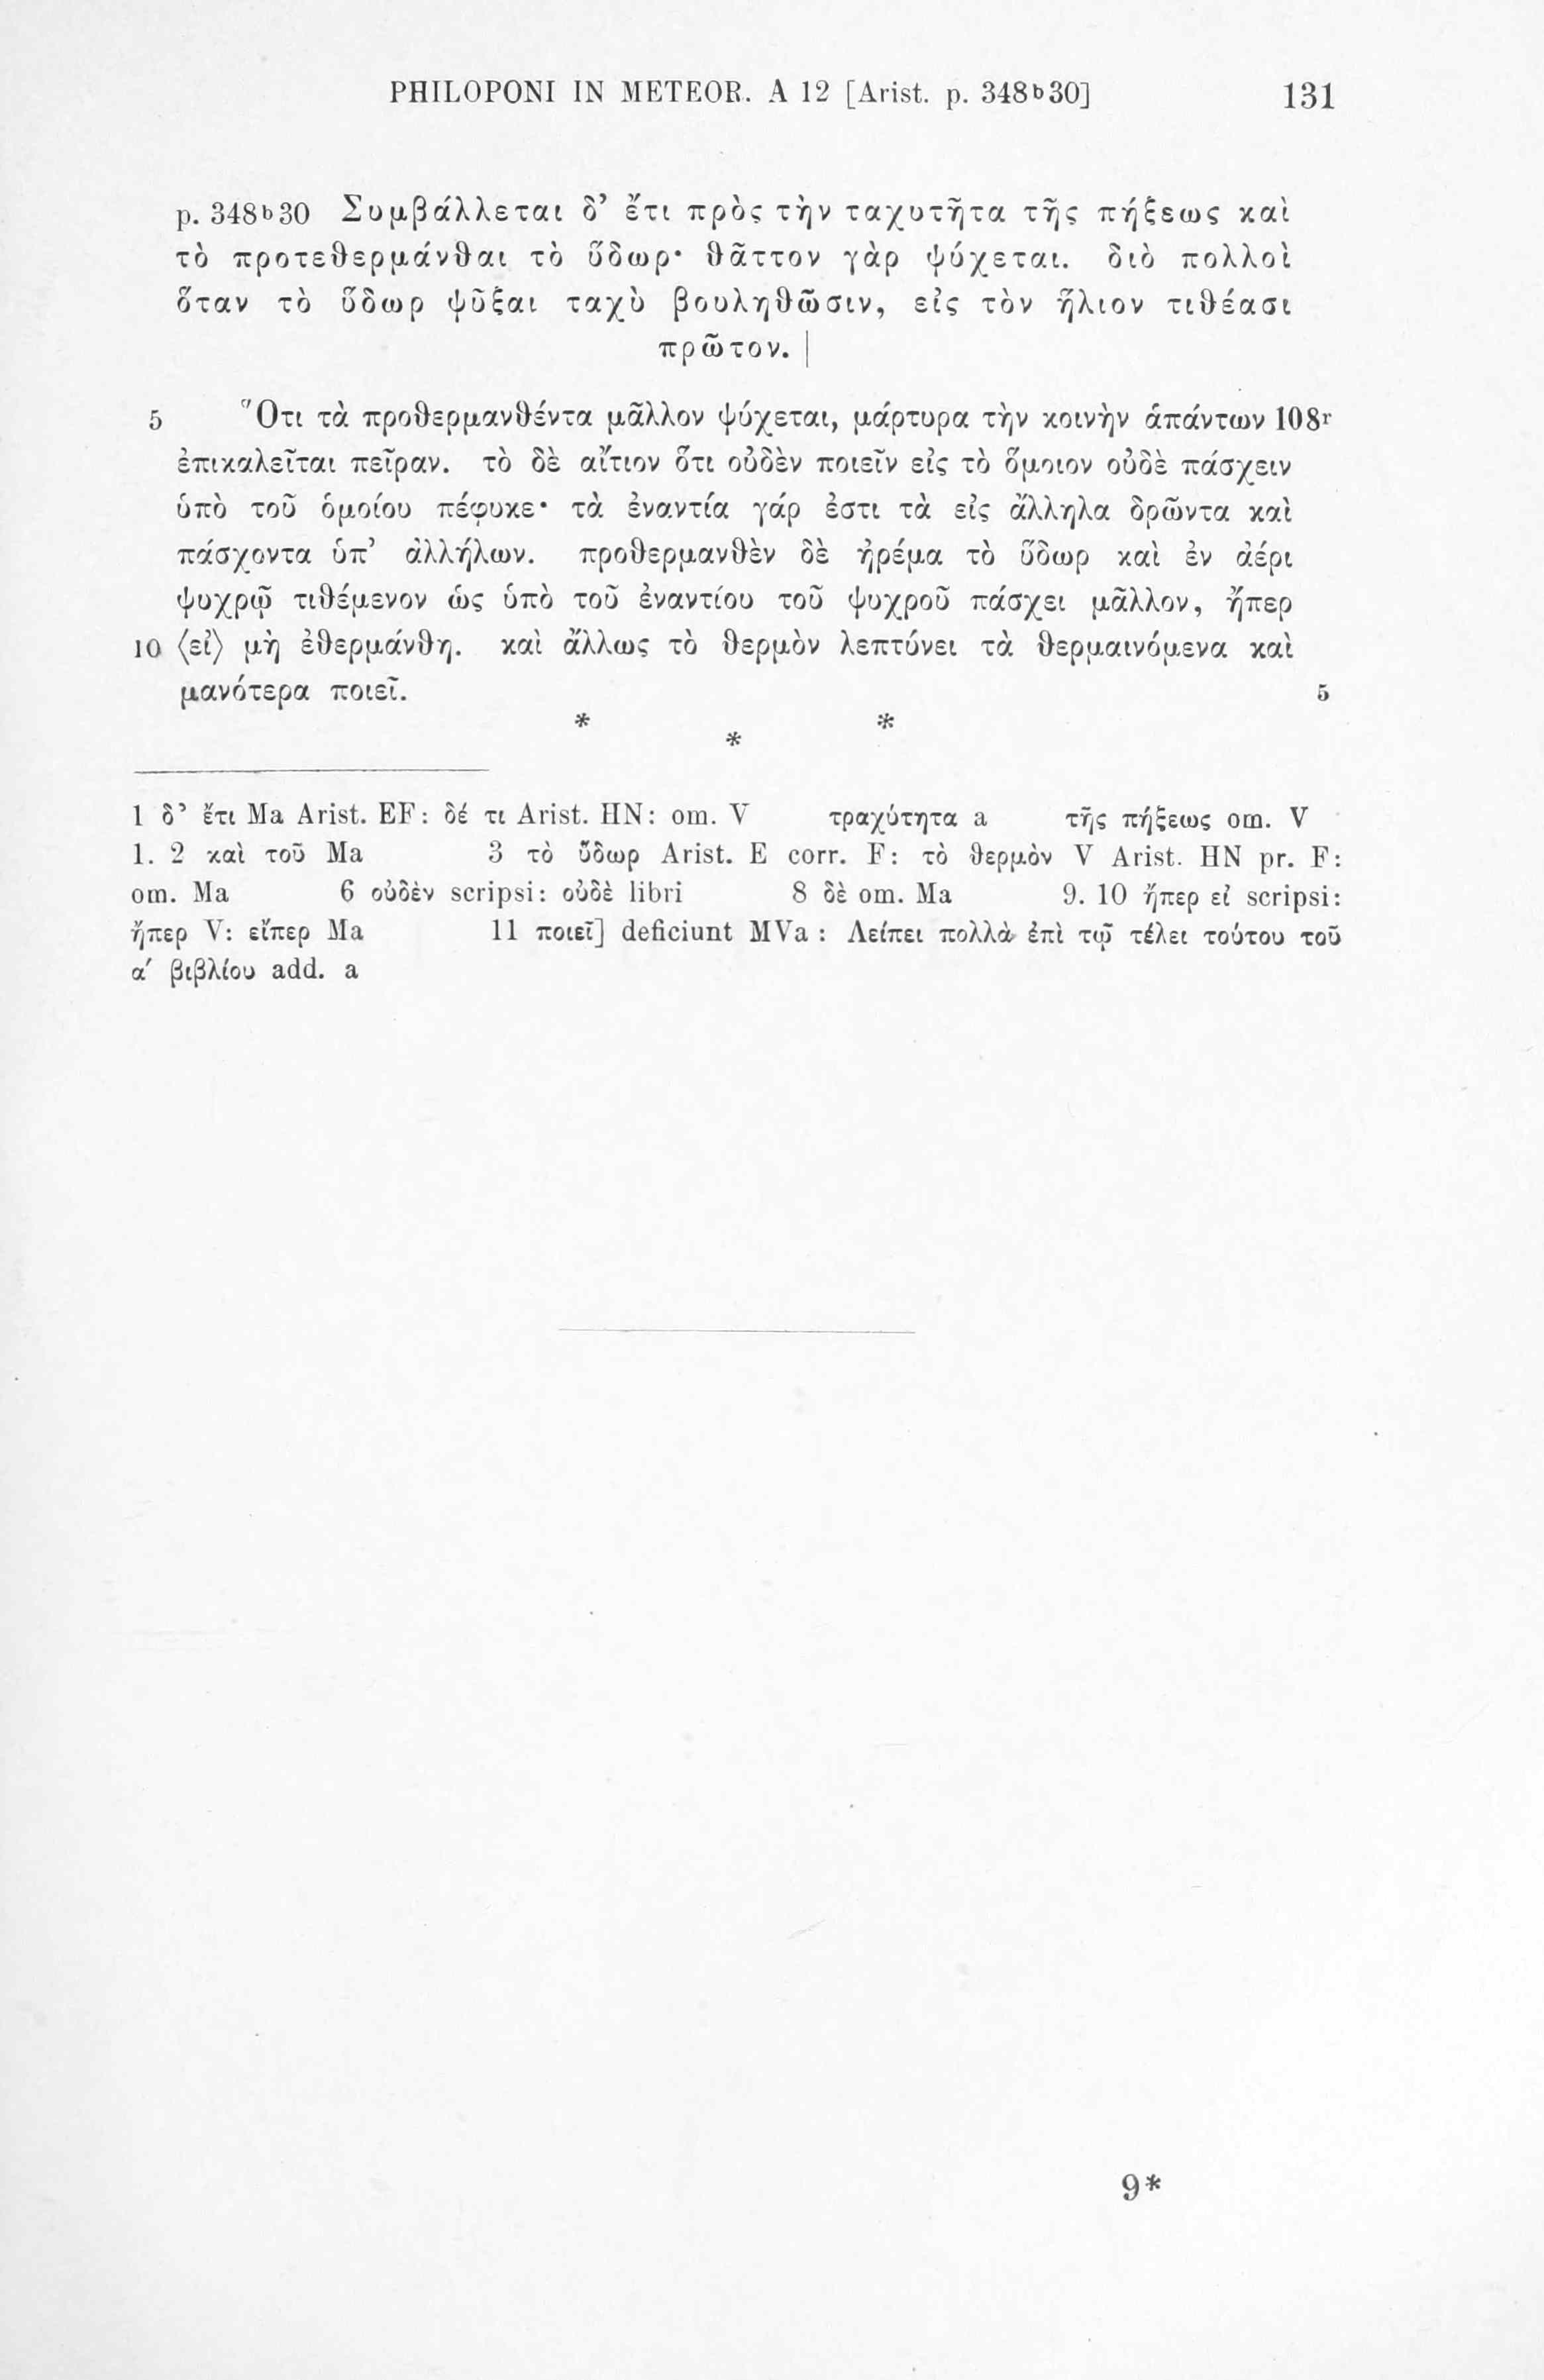 PHILOPONI IN METEOR. A 12 [Arist. p. 348ᵇ30] 131
p. 348ᵇ30 Συμβάλλεται δ’ ἔτι πρὸς τὴν ταχυτῆτα τῆς πήξεως καὶ
τὸ προτεθερμάνθαι τὸ ὕδωρ· θᾶττον γὰρ ψύχεται. διὸ πολλοὶ
ὅταν τὸ ὕδωρ ψῦξαι ταχὺ βουληθῶσιν, εἰς τὸν ἥλιον τιθέασι
πρῶτον. |
5 Ὅτι τὰ προθερμανθέντα μᾶλλον ψύχεται, μάρτυρα τὴν κοινὴν ἁπάντων 108ʳ
ἐπικαλεῖται πεῖραν. τὸ δὲ αἴτιον ὅτι οὐδὲν ποιεῖν εἰς τὸ ὅμοιον οὐδὲ πάσχειν
ὑπὸ τοῦ ὁμοίου πέφυκε· τὰ ἐναντία γάρ ἐστι τὰ εἰς ἄλληλα δρῶντα καὶ
πάσχοντα ὑπ’ ἀλλήλων. προθερμανθὲν δὲ ἠρέμα τὸ ὕδωρ καὶ ἐν ἀέρι
ψυχρῷ τιθέμενον ὡς ὑπὸ τοῦ ἐναντίου τοῦ ψυχροῦ πάσχει μᾶλλον, ἤπερ
10 ⟨εἰ⟩ μὴ ἐθερμάνθη. καὶ ἄλλως τὸ θερμὸν λεπτύνει τὰ θερμαινόμενα καὶ
μανότερα ποιεῖ. 5
* * *
1 δ’ ἔτι Ma Arist. EF: δέ τι Arist. HN: om. V τραχύτητα a τῆς πήξεως om. V
1. 2 καὶ τοῦ Ma 3 τὸ ὕδωρ Arist. E corr. F: τὸ θερμὸν V Arist. HN pr. F:
om. Ma 6 οὐδὲν scripsi: οὐδὲ libri 8 δὲ om. Ma 9. 10 ἤπερ εἰ scripsi:
ἤπερ V: εἴπερ Ma 11 ποιεῖ] deficiunt MVa : Λείπει πολλὰ ἐπὶ τῷ τέλει τούτου τοῦ
α′ βιβλίου add. a
9*